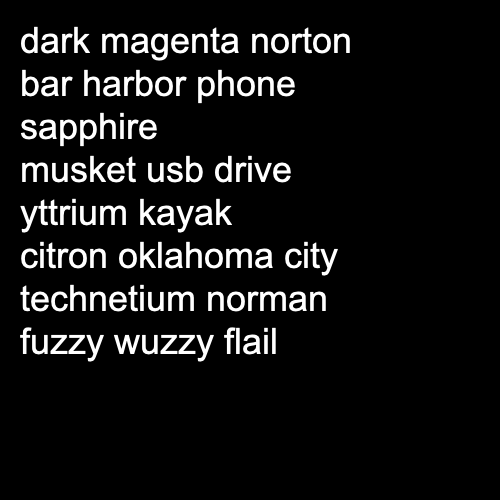 dark magenta norton
bar harbor phone
sapphire
musket usb drive
yttrium kayak
citron oklahoma city
technetium norman
fuzzy wuzzy flail